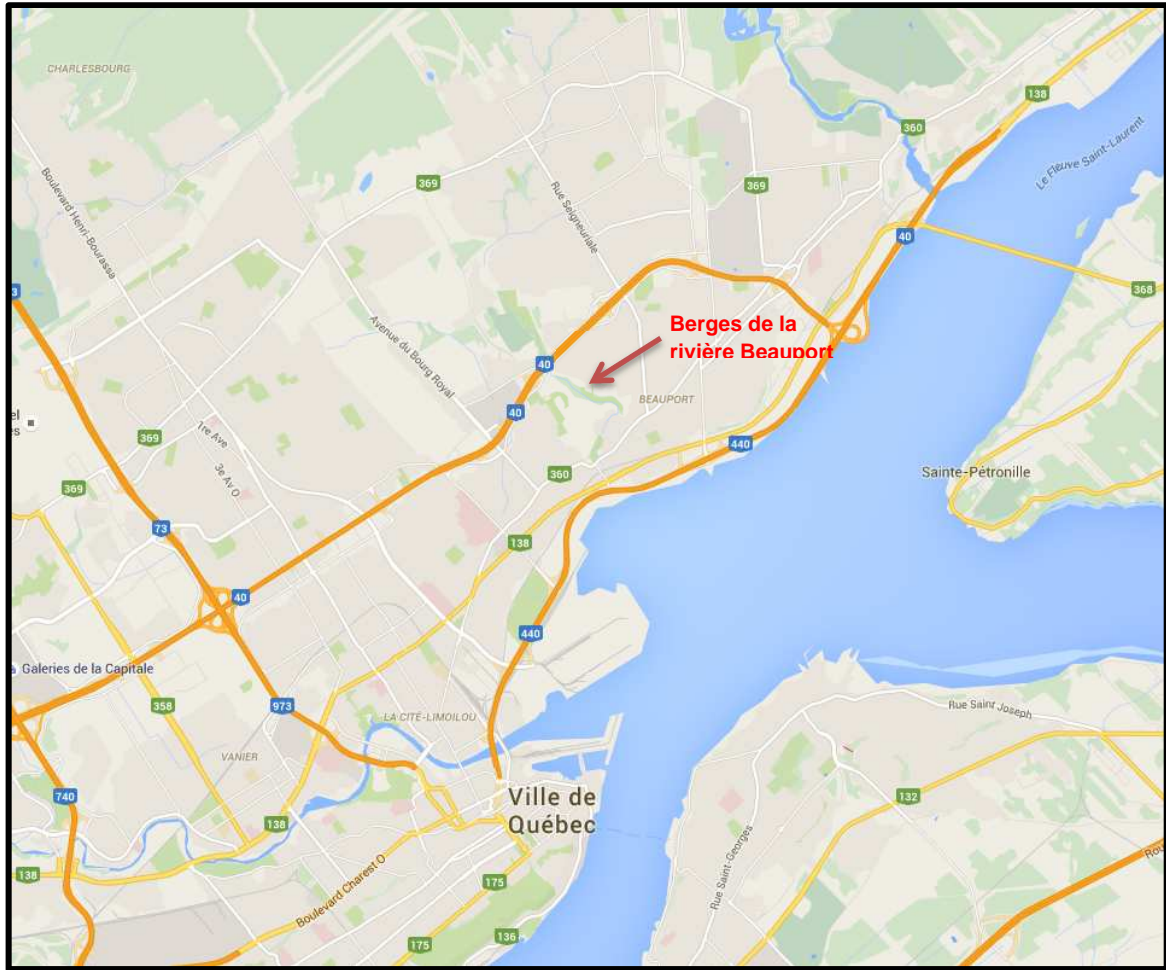 CHARLESBOURG
138
360
Le Fleuve Saint-Laurent
369
369
Boulevard Henri-Bourassa
Rue Seigneuriale
40
368
3
Avenue du Bourg Royal
Berges de la
rivière Beauport
40
40
BEAUPORT
1re Ave
369
440
3e Av O
360
Sainte-Pétronille
369
73
138
40
440
Galeries de la Capitale
358
973
LA CITÉ-LIMOILOU
Rue Saint Joseph
VANIER
740
Ville de
Québec
132
138
138
Rue Saint-Georges
Boulevard Charest O
175
175
136